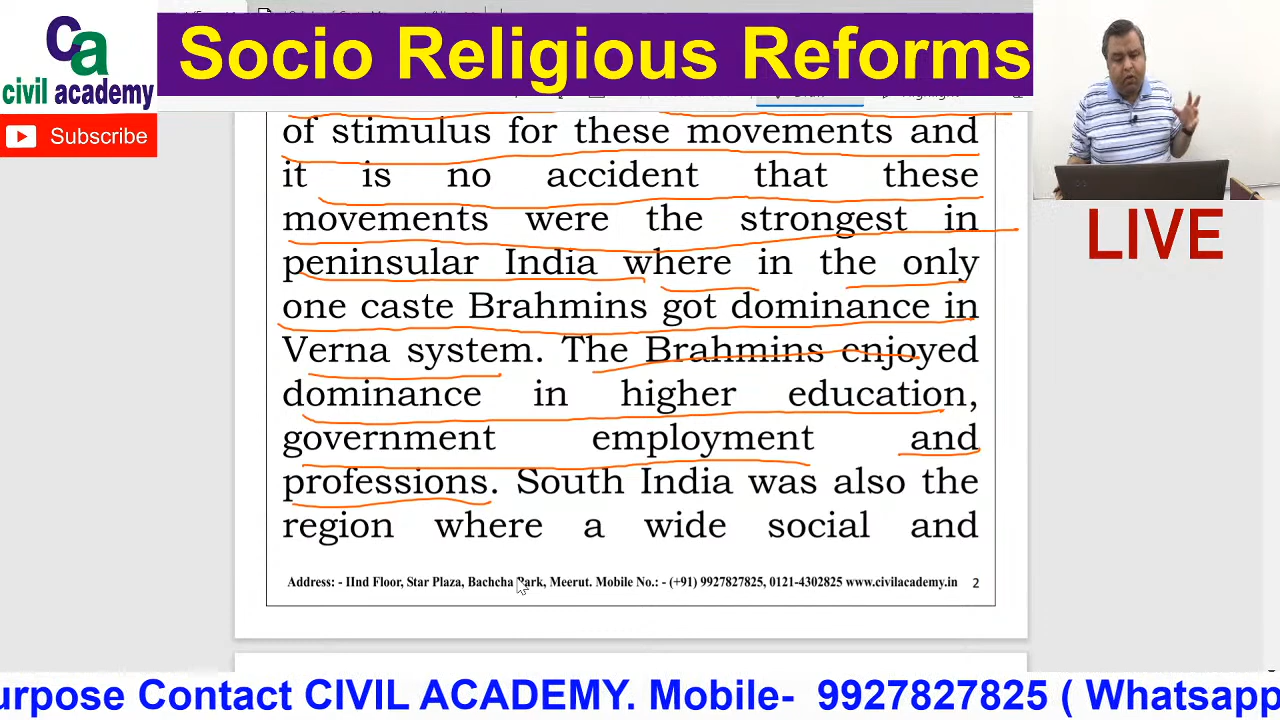 ca
civil academy
Socio Religious Reforms
Subscribe
of stimulus for these movements and
it is no accident that these
movements were the strongest in
peninsular India where in the only
one caste Brahmins got dominance in
Verna system. The Brahmins enjoyed
dominance in higher education,
government employment and
professions. South India was also the
region where a wide social and
Address: - IInd Floor, Star Plaza, Bachcha Park, Meerut. Mobile No.: - (+91) 9927827825, 0121-4302825 www.civilacademy.in 2
LIVE
urpose Contact CIVIL ACADEMY. Mobile- 9927827825 ( Whatsapp